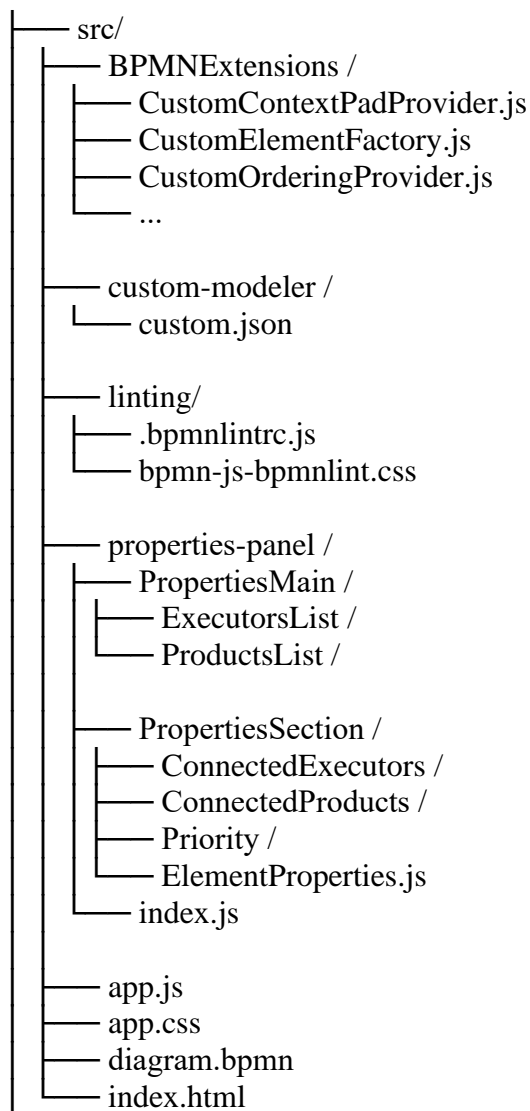 src/
BPMNExtensions /
CustomContextPadProvider.js
CustomElementFactory.js
CustomOrderingProvider.js
...
custom-modeler /
custom.json
linting/
.bpmnlintrc.js
bpmn-js-bpmnlint.css
properties-panel /
PropertiesMain /
ExecutorsList /
ProductsList /
PropertiesSection /
ConnectedExecutors /
ConnectedProducts /
Priority /
ElementProperties.js
index.js
app.js
app.css
diagram.bpmn
index.html